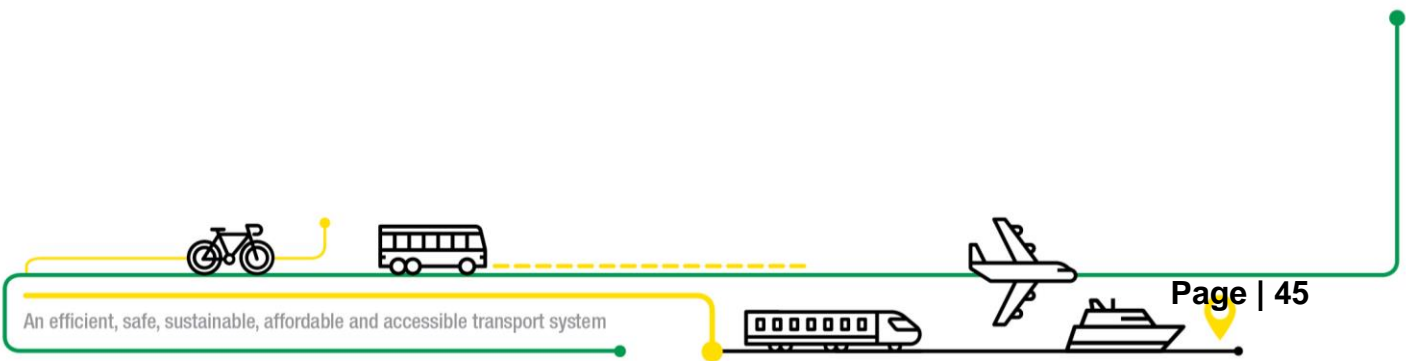 Page | 45
An efficient, safe, sustainable, affordable and accessible transport system